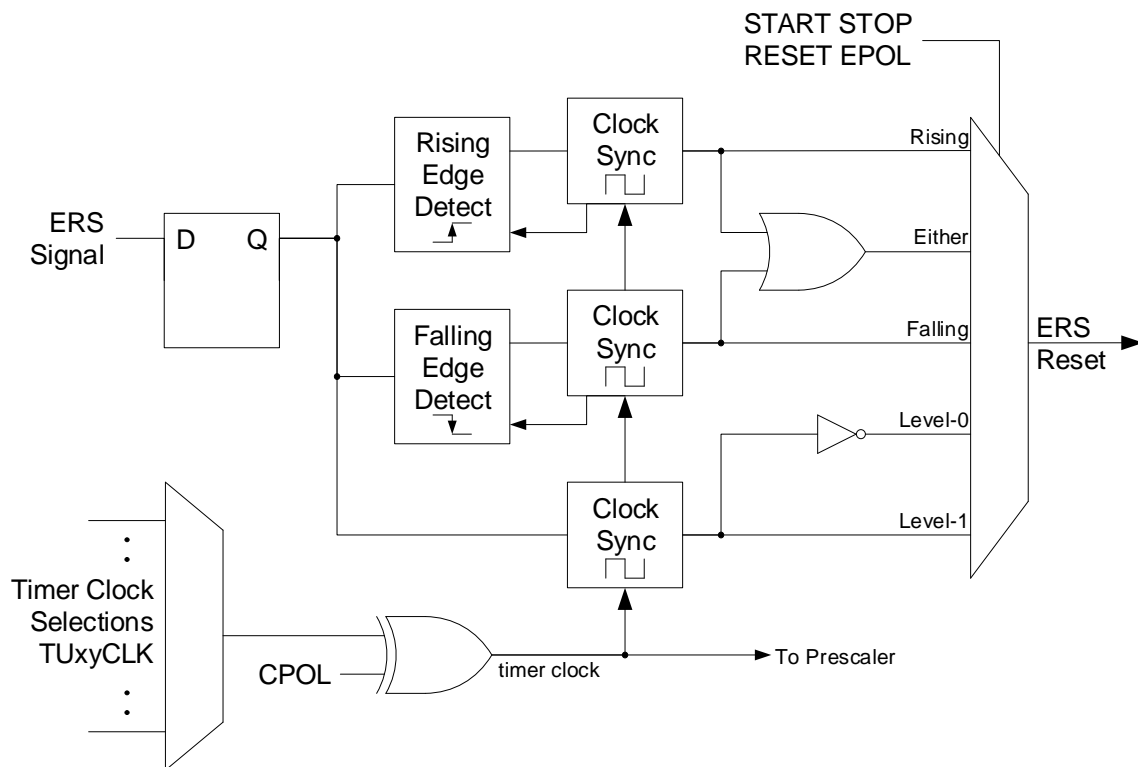 START STOP
RESET EPOL
Rising
Edge
Detect
Clock
Sync
Rising
ERS
Signal
D Q
Either
Falling
Edge
Detect
Clock
Sync
Falling
ERS
Reset
Level-0
Clock
Sync
Level-1
Timer Clock
Selections
TUxyCLK
CPOL
timer clock
To Prescaler